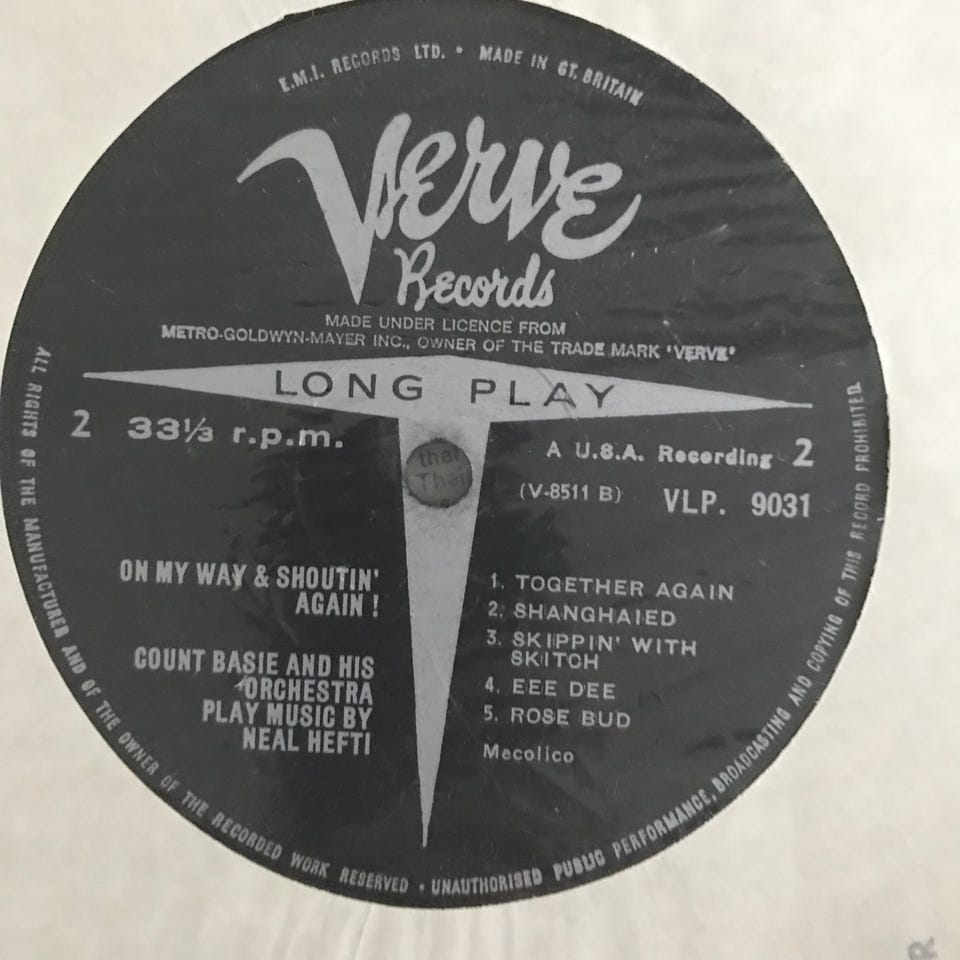 E.M.I. RECORDS LTD. • MADE IN GT. BRITAIN
Verve
Records
MADE UNDER LICENCE FROM
METRO-GOLDWYN-MAYER INC., OWNER OF THE TRADE MARK "VERVE"
LONG PLAY
2 33⅓ r.p.m.
A U.S.A. Recording 2
(V-8511 B) VLP. 9031
ON MY WAY & SHOUTIN'
AGAIN !
COUNT BASIE AND HIS
ORCHESTRA
PLAY MUSIC BY
NEAL HEFTI
1. TOGETHER AGAIN
2. SHANGHAIED
3. SKIPPIN' WITH
SKITCH
4. EEE DEE
5. ROSE BUD
Mecolico
ALL RIGHTS OF THE MANUFACTURER AND OF THE OWNER OF THE RECORDED WORK RESERVED • UNAUTHORISED PUBLIC PERFORMANCE, BROADCASTING AND COPYING OF THIS RECORD PROHIBITED
R